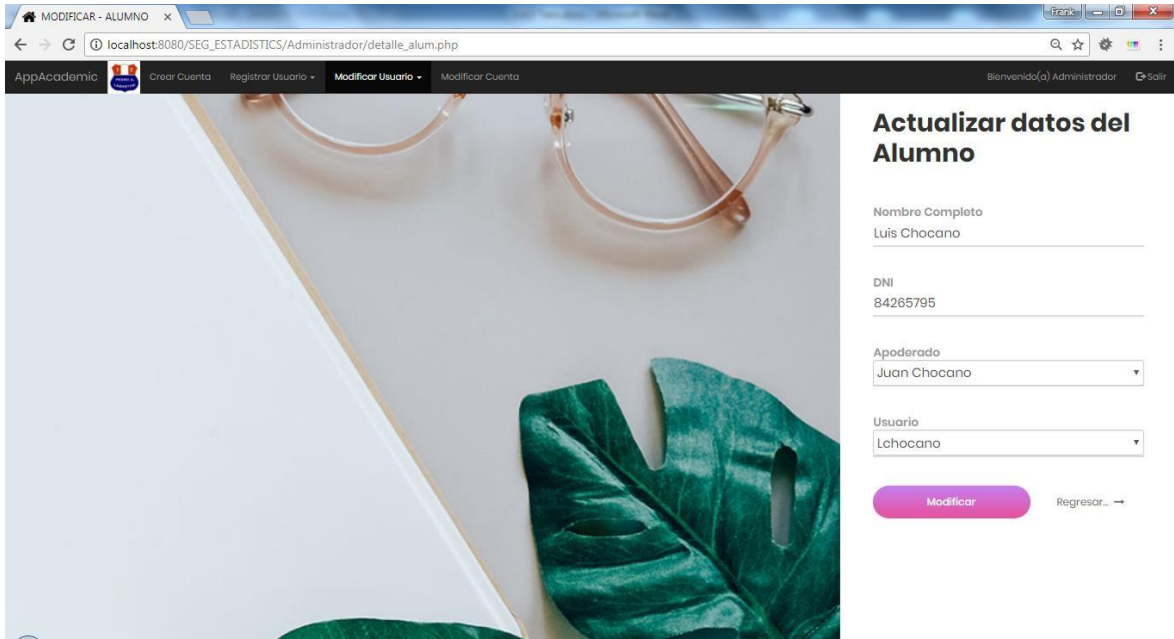 MODIFICAR - ALUMNO
Frank
localhost:8080/SEG_ESTADISTICS/Administrador/detalle_alum.php
AppAcademic Crear Cuenta Registrar Usuario Modificar Usuario Modificar Cuenta Bienvenido(a) Administrador Salir
Actualizar datos del
Alumno
Nombre Completo
Luis Chocano
DNI
84265795
Apoderado
Juan Chocano
Usuario
Lchocano
Modificar Regresar...